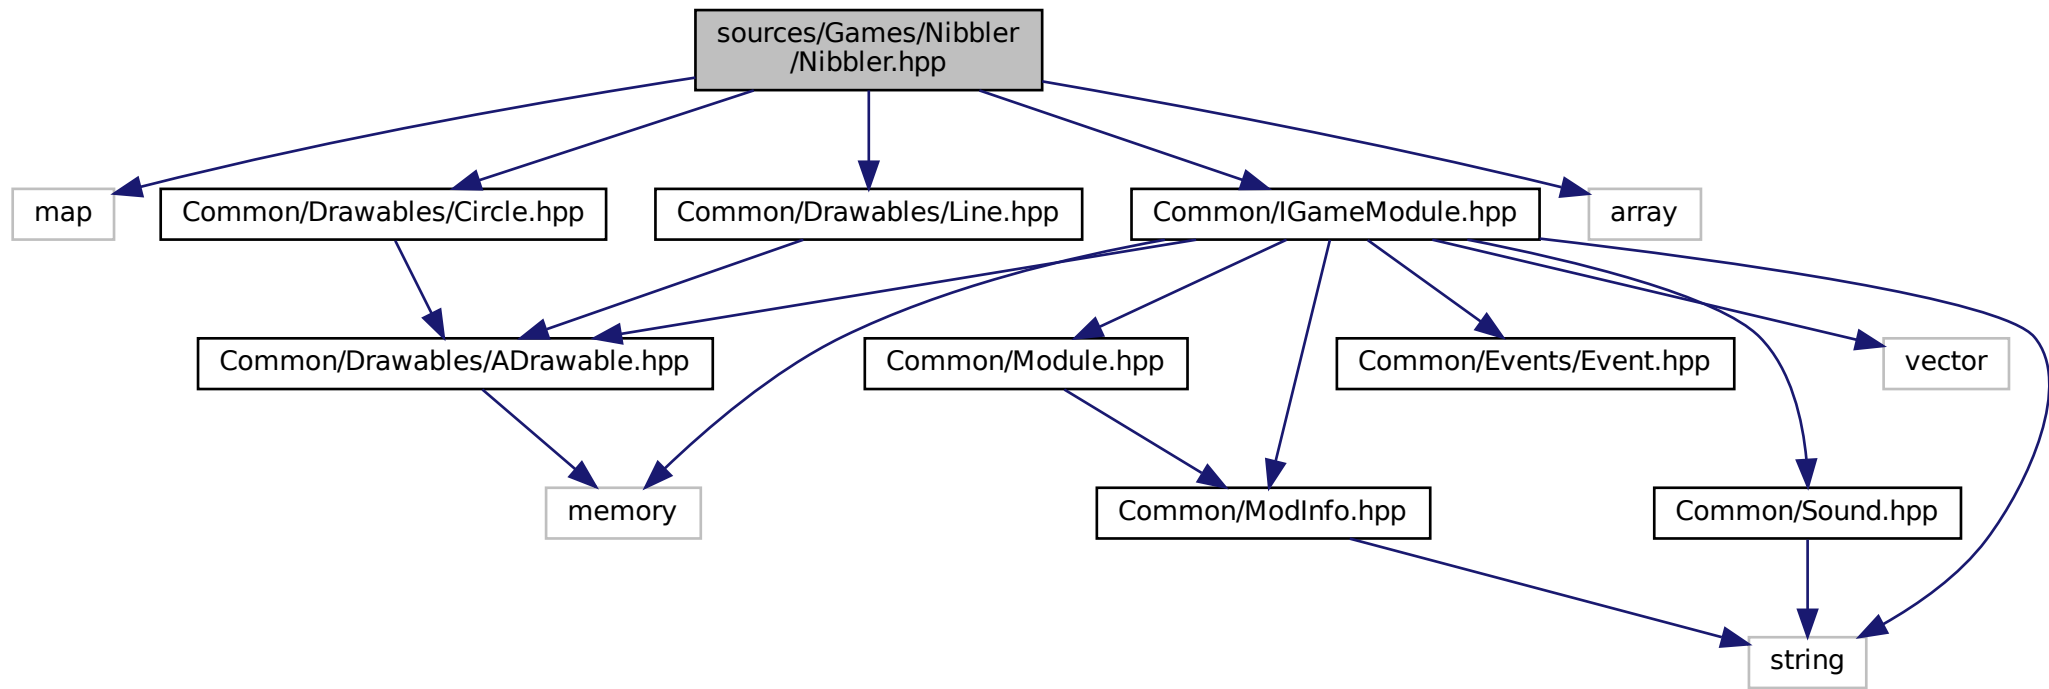 sources/Games/Nibbler
/Nibbler.hpp
map
Common/Drawables/Circle.hpp
Common/Drawables/Line.hpp
Common/IGameModule.hpp
array
Common/Drawables/ADrawable.hpp
Common/Module.hpp
Common/Events/Event.hpp
vector
memory
Common/ModInfo.hpp
Common/Sound.hpp
string